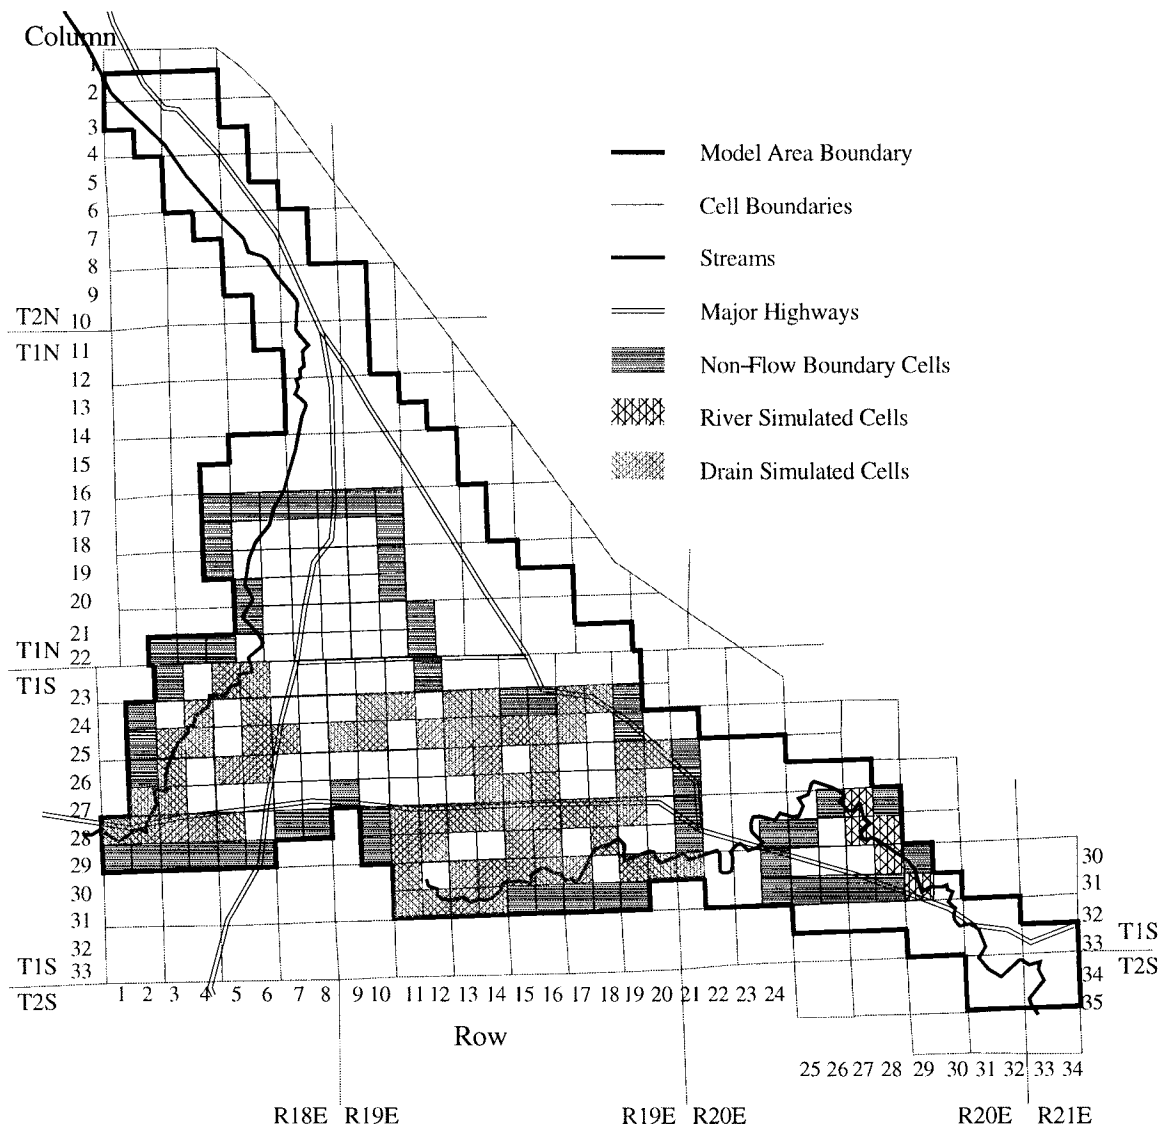 Column
1
2
3
4
5
6
7
8
9
T2N 10
T1N 11
12
13
14
15
16
17
18
19
20
21
T1N 22
T1S
23
24
25
26
27
28
29
30
31
32
T1S 33
T2S
Model Area Boundary
Cell Boundaries
Streams
Major Highways
Non-Flow Boundary Cells
River Simulated Cells
Drain Simulated Cells
30
31
32
33 T1S
34 T2S
35
1 2 3 4 5 6 7 8 9 10 11 12 13 14 15 16 17 18 19 20 21 22 23 24
Row
25 26 27 28 29 30 31 32 33 34
R18E R19E R19E R20E R20E R21E